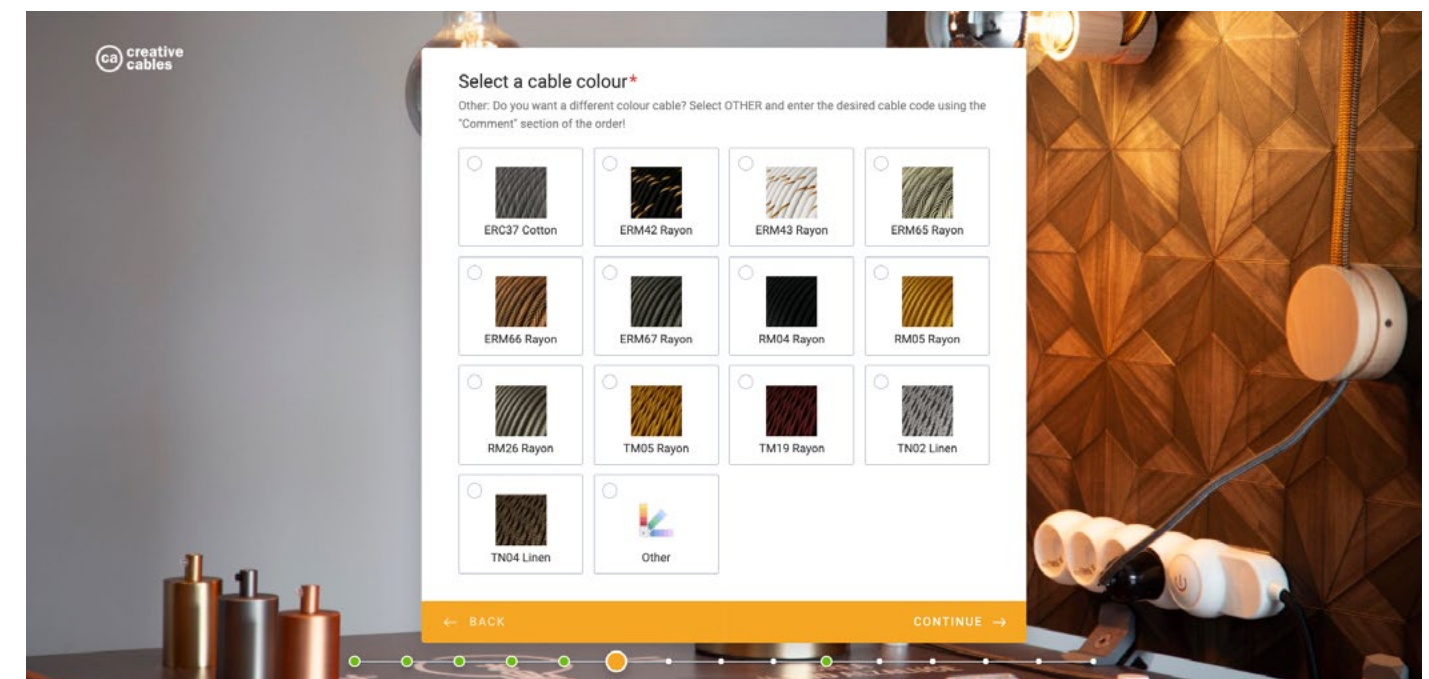 ca creative
cables
Select a cable colour*
Other: Do you want a different colour cable? Select OTHER and enter the desired cable code using the
"Comment" section of the order!
ERC37 Cotton
ERM42 Rayon
ERM43 Rayon
ERM65 Rayon
ERM66 Rayon
ERM67 Rayon
RM04 Rayon
RM05 Rayon
RM26 Rayon
TM05 Rayon
TM19 Rayon
TN02 Linen
TN04 Linen
Other
← BACK
CONTINUE →